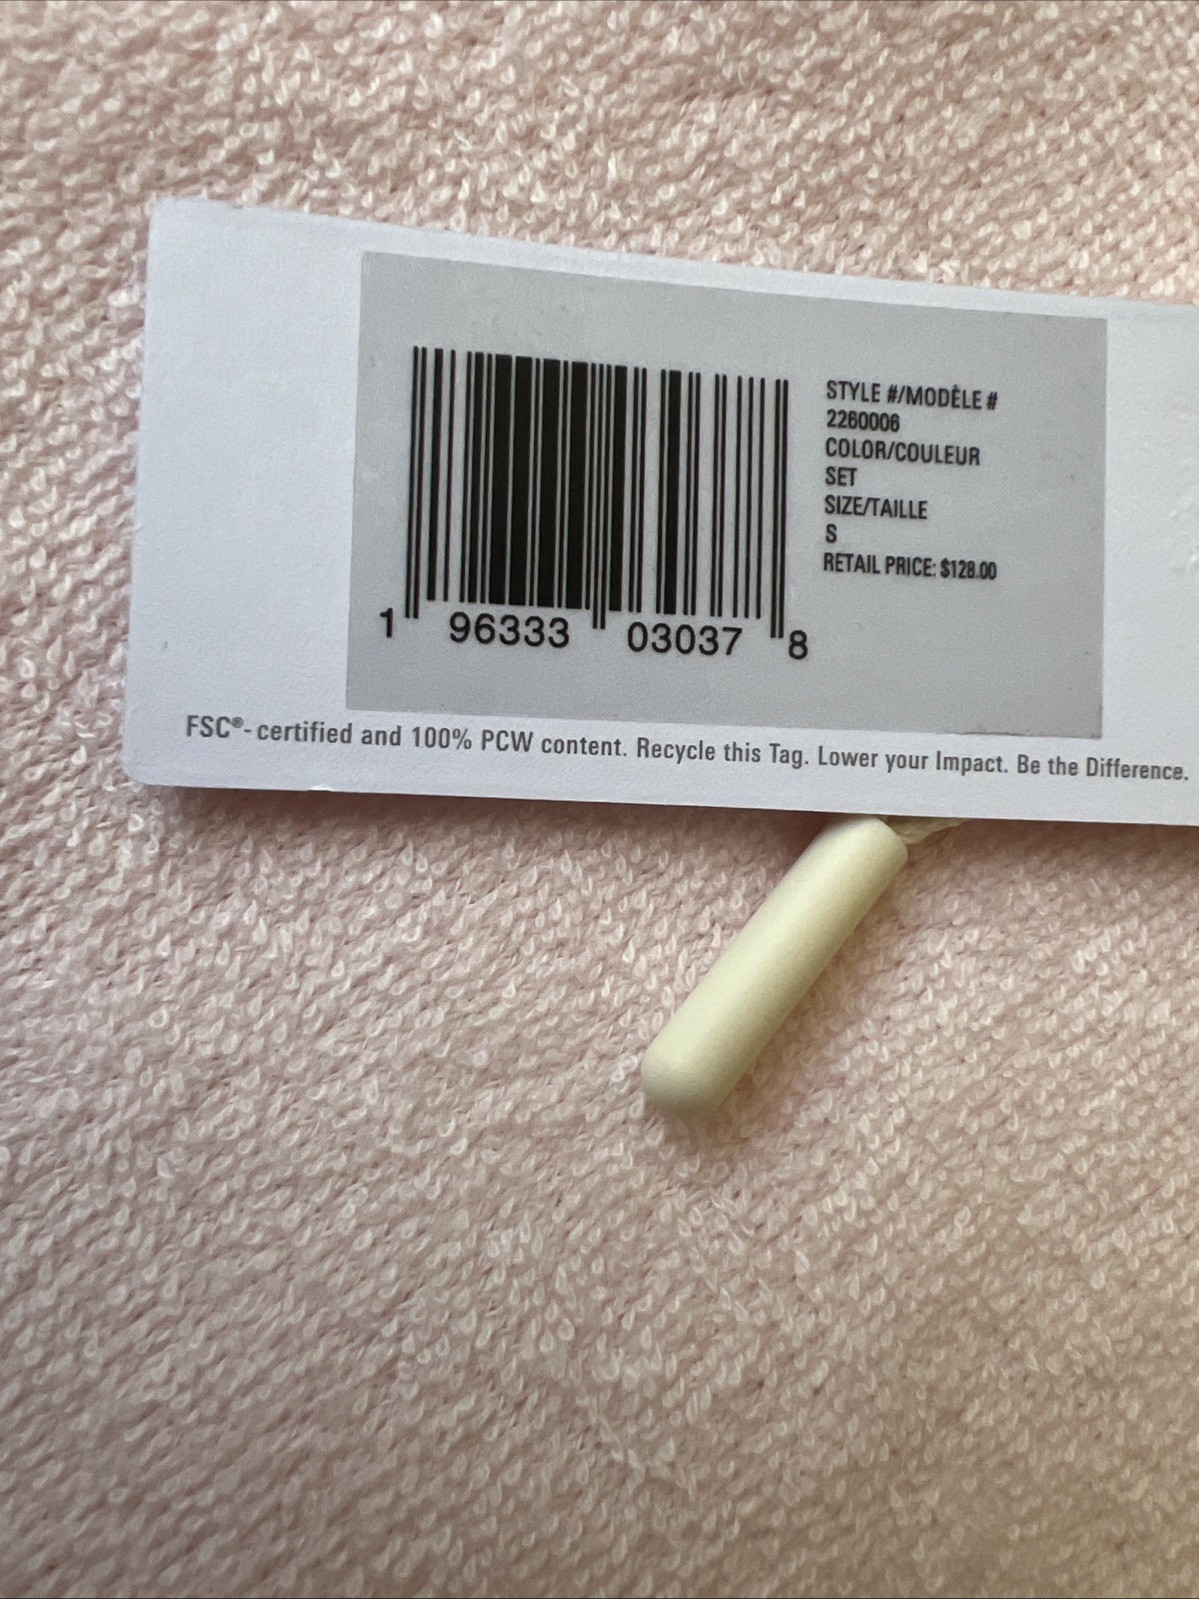 STYLE #/MODÈLE #
2260006
COLOR/COULEUR
SET
SIZE/TAILLE
S
RETAIL PRICE: $128.00
1 96333 03037 8
FSC®- certified and 100% PCW content. Recycle this Tag. Lower your Impact. Be the Difference.